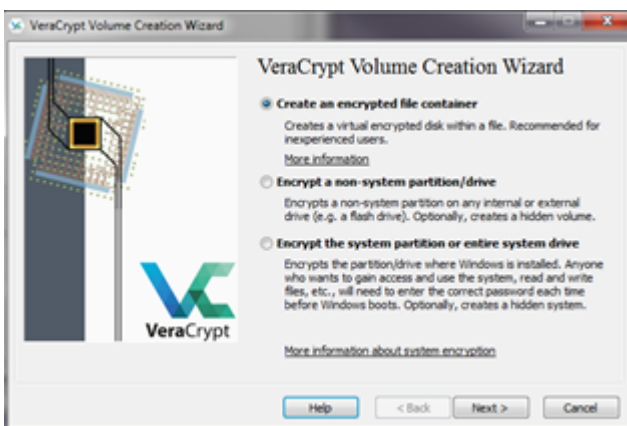 VeraCrypt Volume Creation Wizard
VeraCrypt Volume Creation Wizard
Create an encrypted file container
Creates a virtual encrypted disk within a file. Recommended for
inexperienced users.
More information
Encrypt a non-system partition/drive
Encrypts a non-system partition on any internal or external
drive (e.g. a flash drive). Optionally, creates a hidden volume.
Encrypt the system partition or entire system drive
Encrypts the partition/drive where Windows is installed. Anyone
who wants to gain access and use the system, read and write
files, etc., will need to enter the correct password each time
before Windows boots. Optionally, creates a hidden system.
More information about system encryption
VeraCrypt
Help
< Back
Next >
Cancel